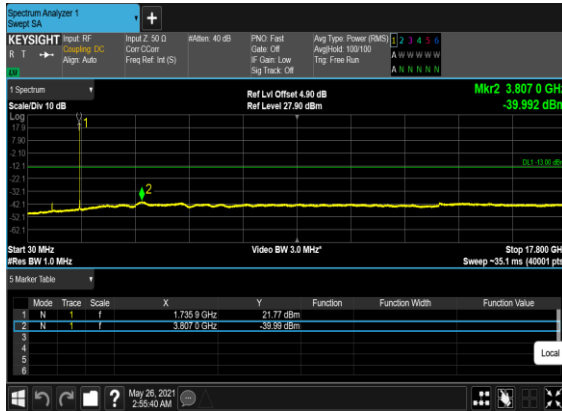 Spectrum Analyzer 1
Swept SA
KEYSIGHT Input: RF Input Z: 50 Ω #Atten: 40 dB PNO: Fast Avg Type: Power (RMS) 1 2 3 4 5 6
R T Coupling: DC Corr CCorr Gate: Off Avg|Hold: 100/100 A W W W W W
Align: Auto Freq Ref: Int (S) IF Gain: Low Trig: Free Run
Sig Track: Off A N N N N N
1 Spectrum Ref Lvl Offset 4.90 dB Mkr2 3.807 0 GHz
Scale/Div 10 dB Ref Level 27.90 dBm -39.992 dBm
Log
17.9
7.90
-2.10
-12.1
-22.1
-32.1
-42.1
-52.1
-62.1
1
2
DL1 -13.00 dBm
Start 30 MHz Video BW 3.0 MHz* Stop 17.800 GHz
#Res BW 1.0 MHz Sweep ~35.1 ms (40001 pts)
5 Marker Table
Mode Trace Scale X Y Function Function Width Function Value
1 N 1 f 1.735 9 GHz 21.77 dBm
2 N 1 f 3.807 0 GHz -39.99 dBm
3
4
5
6
Local
May 26, 2021
2:55:40 AM